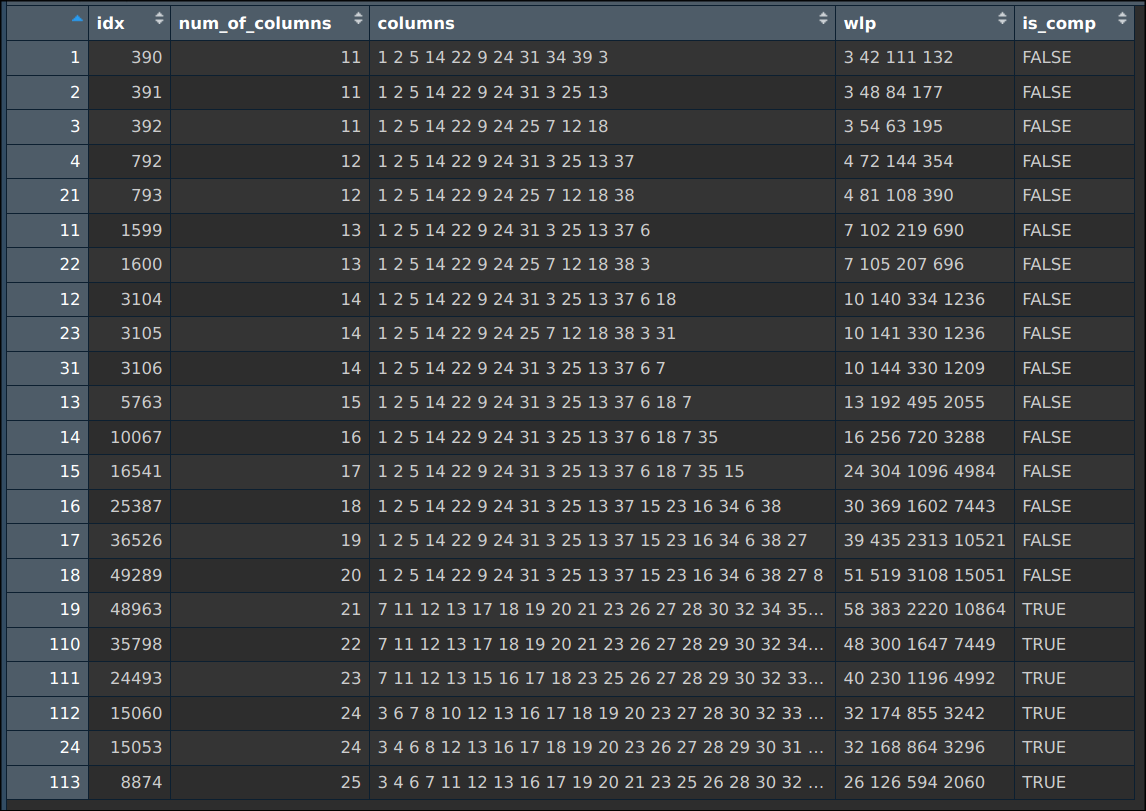 idx num_of_columns columns wlp is_comp
1 390 11 1 2 5 14 22 9 24 31 34 39 3 3 42 111 132 FALSE
2 391 11 1 2 5 14 22 9 24 31 3 25 13 3 48 84 177 FALSE
3 392 11 1 2 5 14 22 9 24 25 7 12 18 3 54 63 195 FALSE
4 792 12 1 2 5 14 22 9 24 31 3 25 13 37 4 72 144 354 FALSE
21 793 12 1 2 5 14 22 9 24 25 7 12 18 38 4 81 108 390 FALSE
11 1599 13 1 2 5 14 22 9 24 31 3 25 13 37 6 7 102 219 690 FALSE
22 1600 13 1 2 5 14 22 9 24 25 7 12 18 38 3 7 105 207 696 FALSE
12 3104 14 1 2 5 14 22 9 24 31 3 25 13 37 6 18 10 140 334 1236 FALSE
23 3105 14 1 2 5 14 22 9 24 25 7 12 18 38 3 31 10 141 330 1236 FALSE
31 3106 14 1 2 5 14 22 9 24 31 3 25 13 37 6 7 10 144 330 1209 FALSE
13 5763 15 1 2 5 14 22 9 24 31 3 25 13 37 6 18 7 13 192 495 2055 FALSE
14 10067 16 1 2 5 14 22 9 24 31 3 25 13 37 6 18 7 35 16 256 720 3288 FALSE
15 16541 17 1 2 5 14 22 9 24 31 3 25 13 37 6 18 7 35 15 24 304 1096 4984 FALSE
16 25387 18 1 2 5 14 22 9 24 31 3 25 13 37 15 23 16 34 6 38 30 369 1602 7443 FALSE
17 36526 19 1 2 5 14 22 9 24 31 3 25 13 37 15 23 16 34 6 38 27 39 435 2313 10521 FALSE
18 49289 20 1 2 5 14 22 9 24 31 3 25 13 37 15 23 16 34 6 38 27 8 51 519 3108 15051 FALSE
19 48963 21 7 11 12 13 17 18 19 20 21 23 26 27 28 30 32 34 35... 58 383 2220 10864 TRUE
110 35798 22 7 11 12 13 17 18 19 20 21 23 26 27 28 29 30 32 34... 48 300 1647 7449 TRUE
111 24493 23 7 11 12 13 15 16 17 18 23 25 26 27 28 29 30 32 33... 40 230 1196 4992 TRUE
112 15060 24 3 6 7 8 10 12 13 16 17 18 19 20 23 27 28 30 32 33 ... 32 174 855 3242 TRUE
24 15053 24 3 4 6 8 12 13 16 17 18 19 20 23 26 27 28 29 30 31 ... 32 168 864 3296 TRUE
113 8874 25 3 4 6 7 11 12 13 16 17 19 20 21 23 25 26 28 30 32 ... 26 126 594 2060 TRUE